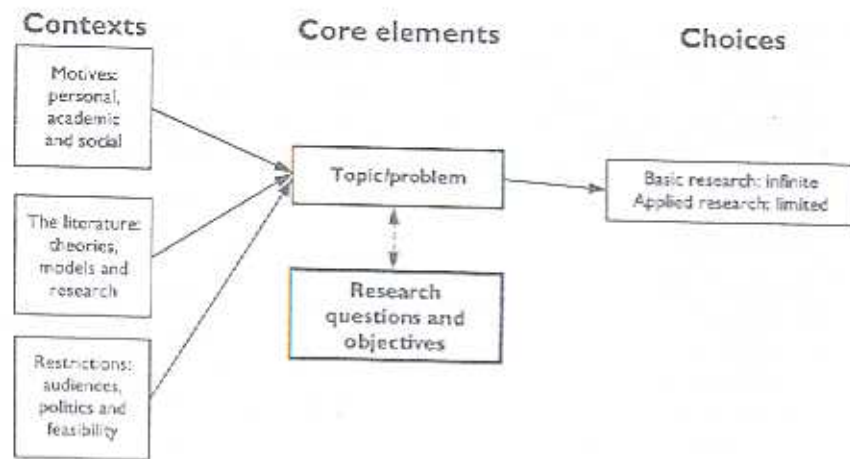 Contexts
Core elements
Choices
Motives:
personal,
academic
and social
The literature:
theories,
models and
research
Restrictions:
audiences,
politics and
feasibility
Topic/problem
Research
questions and
objectives
Basic research: infinite
Applied research: limited